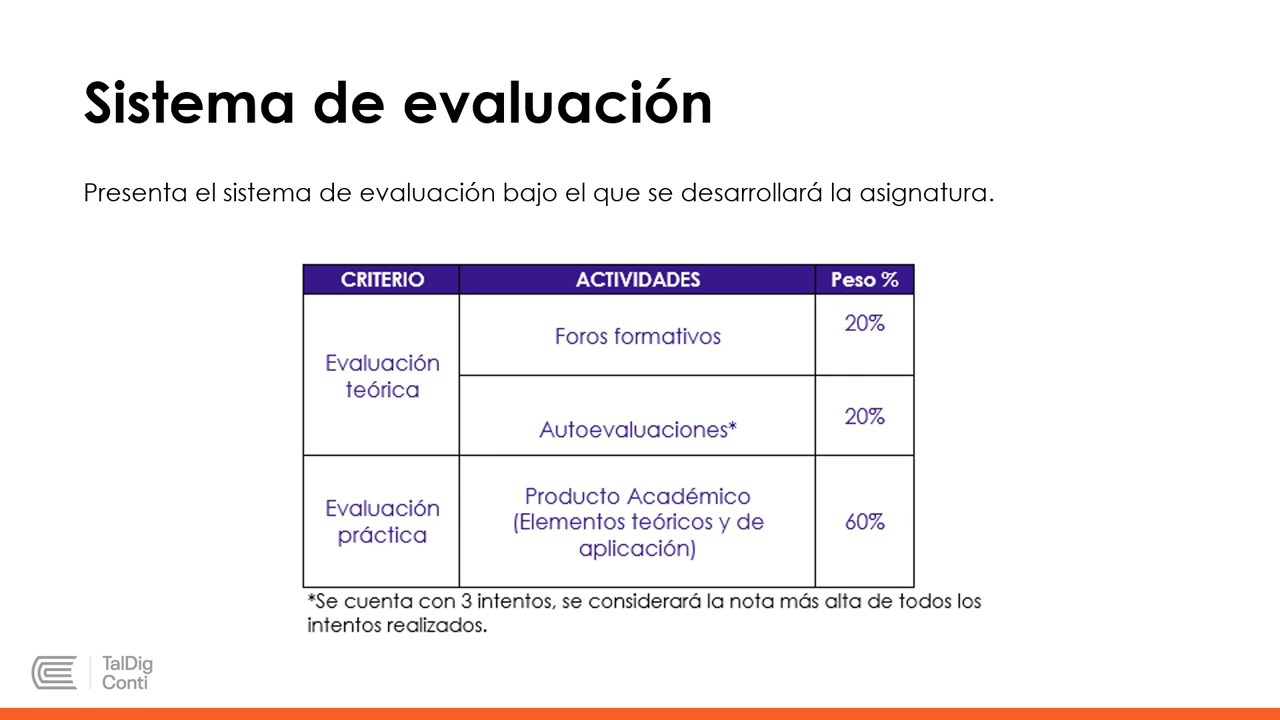 Sistema de evaluación
Presenta el sistema de evaluación bajo el que se desarrollará la asignatura.
CRITERIO ACTIVIDADES Peso %
Evaluación
teórica
Foros formativos
20%
Autoevaluaciones*
20%
Evaluación
práctica
Producto Académico
(Elementos teóricos y de
aplicación)
60%
*Se cuenta con 3 intentos, se considerará la nota más alta de todos los
intentos realizados.
TalDig
Conti